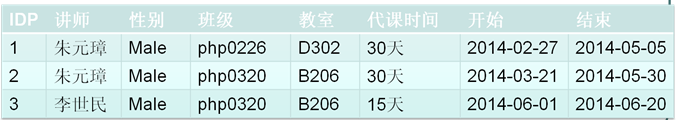 IDP 讲师 性别 班级 教室 代课时间 开始 结束
1 朱元璋 Male php0226 D302 30天 2014-02-27 2014-05-05
2 朱元璋 Male php0320 B206 30天 2014-03-21 2014-05-30
3 李世民 Male php0320 B206 15天 2014-06-01 2014-06-20